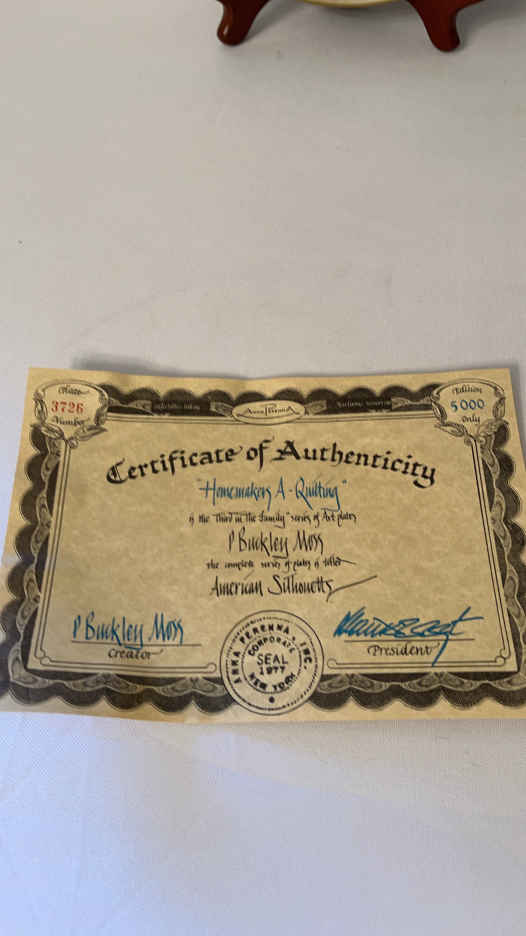 Plate
3726
Number
Anna Perenna
Edition
5000
Only
Certificate of Authenticity
"Homemakers A-Quilting"
is the Third in The family "series of Art plates
P Buckley Moss
the complete series of plates is titled
American Silhouetts
P Buckley Moss
Creator
ANNA PERENNA, INC.
CORPORATE
SEAL
1977
NEW YORK
President